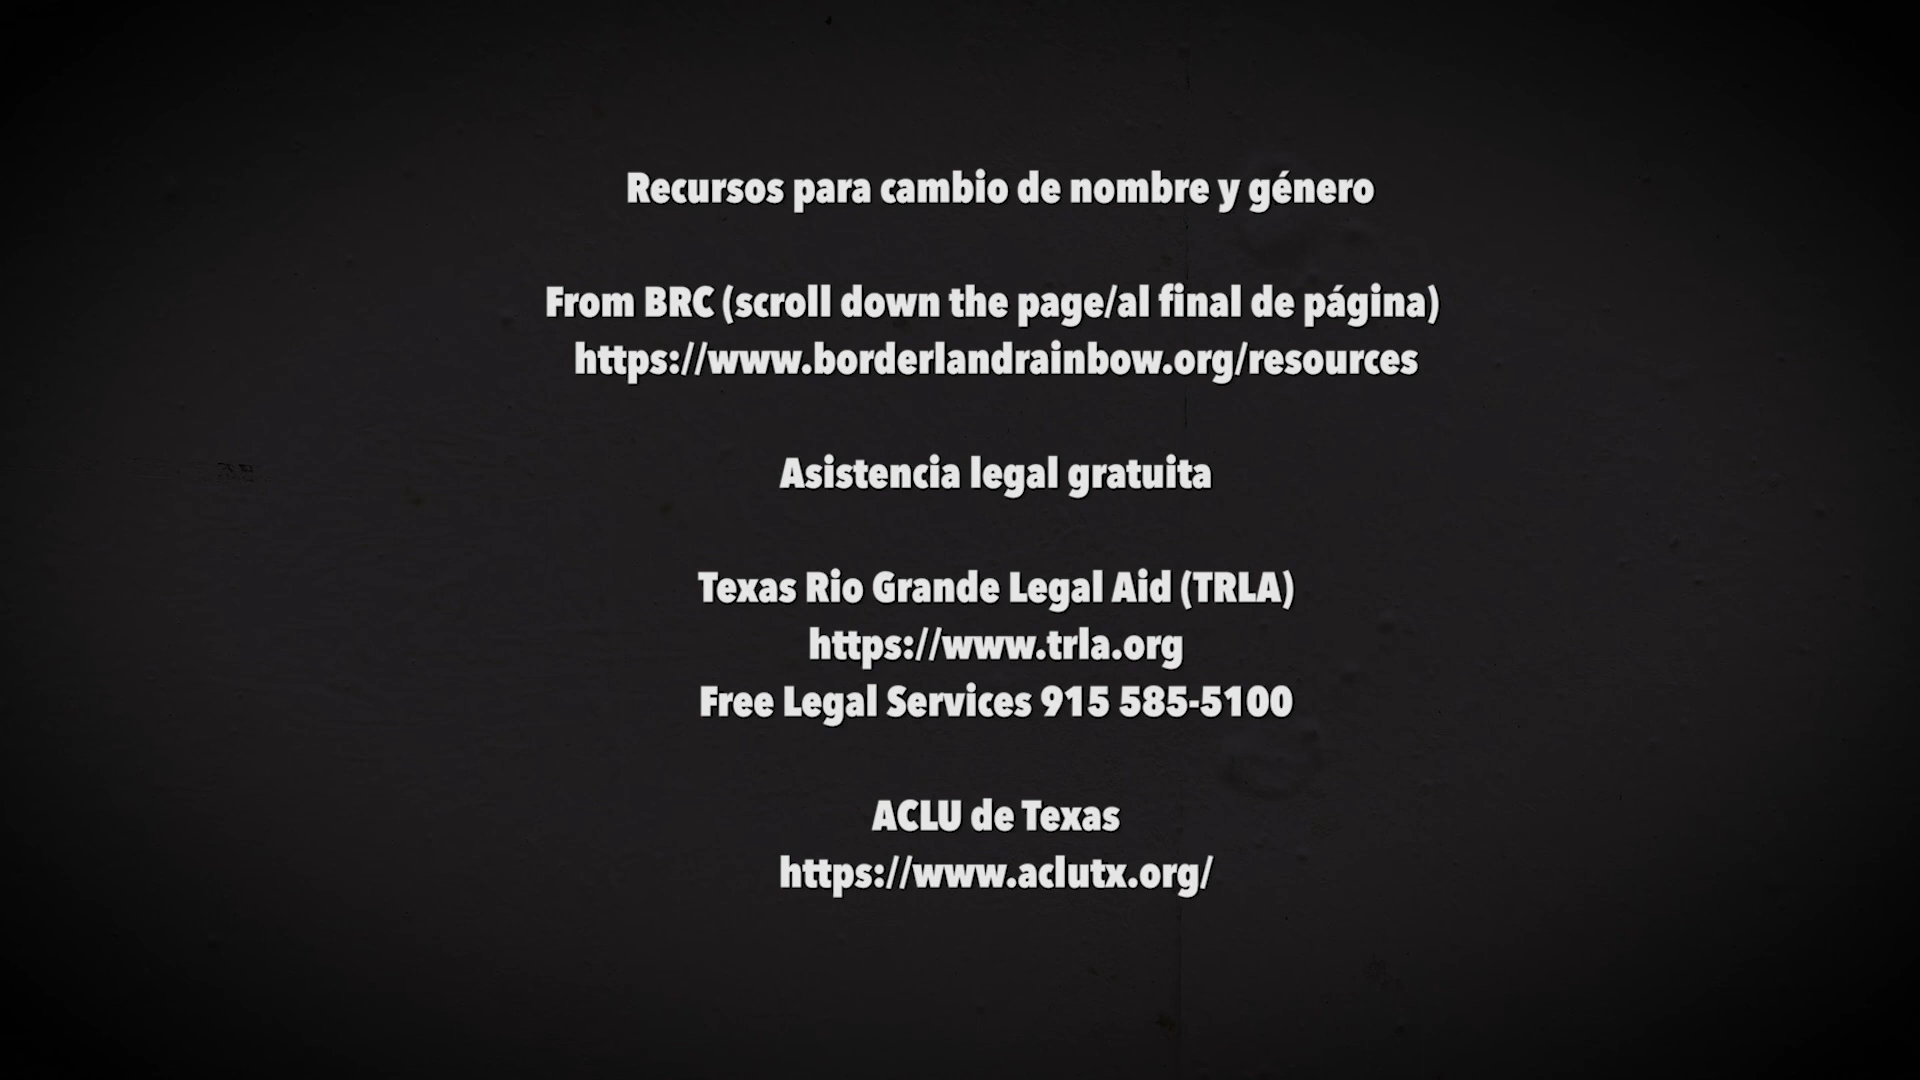 Recursos para cambio de nombre y género
From BRC (scroll down the page/al final de página)
https://www.borderlandrainbow.org/resources
Asistencia legal gratuita
Texas Rio Grande Legal Aid (TRLA)
https://www.trla.org
Free Legal Services 915 585-5100
ACLU de Texas
https://www.aclutx.org/